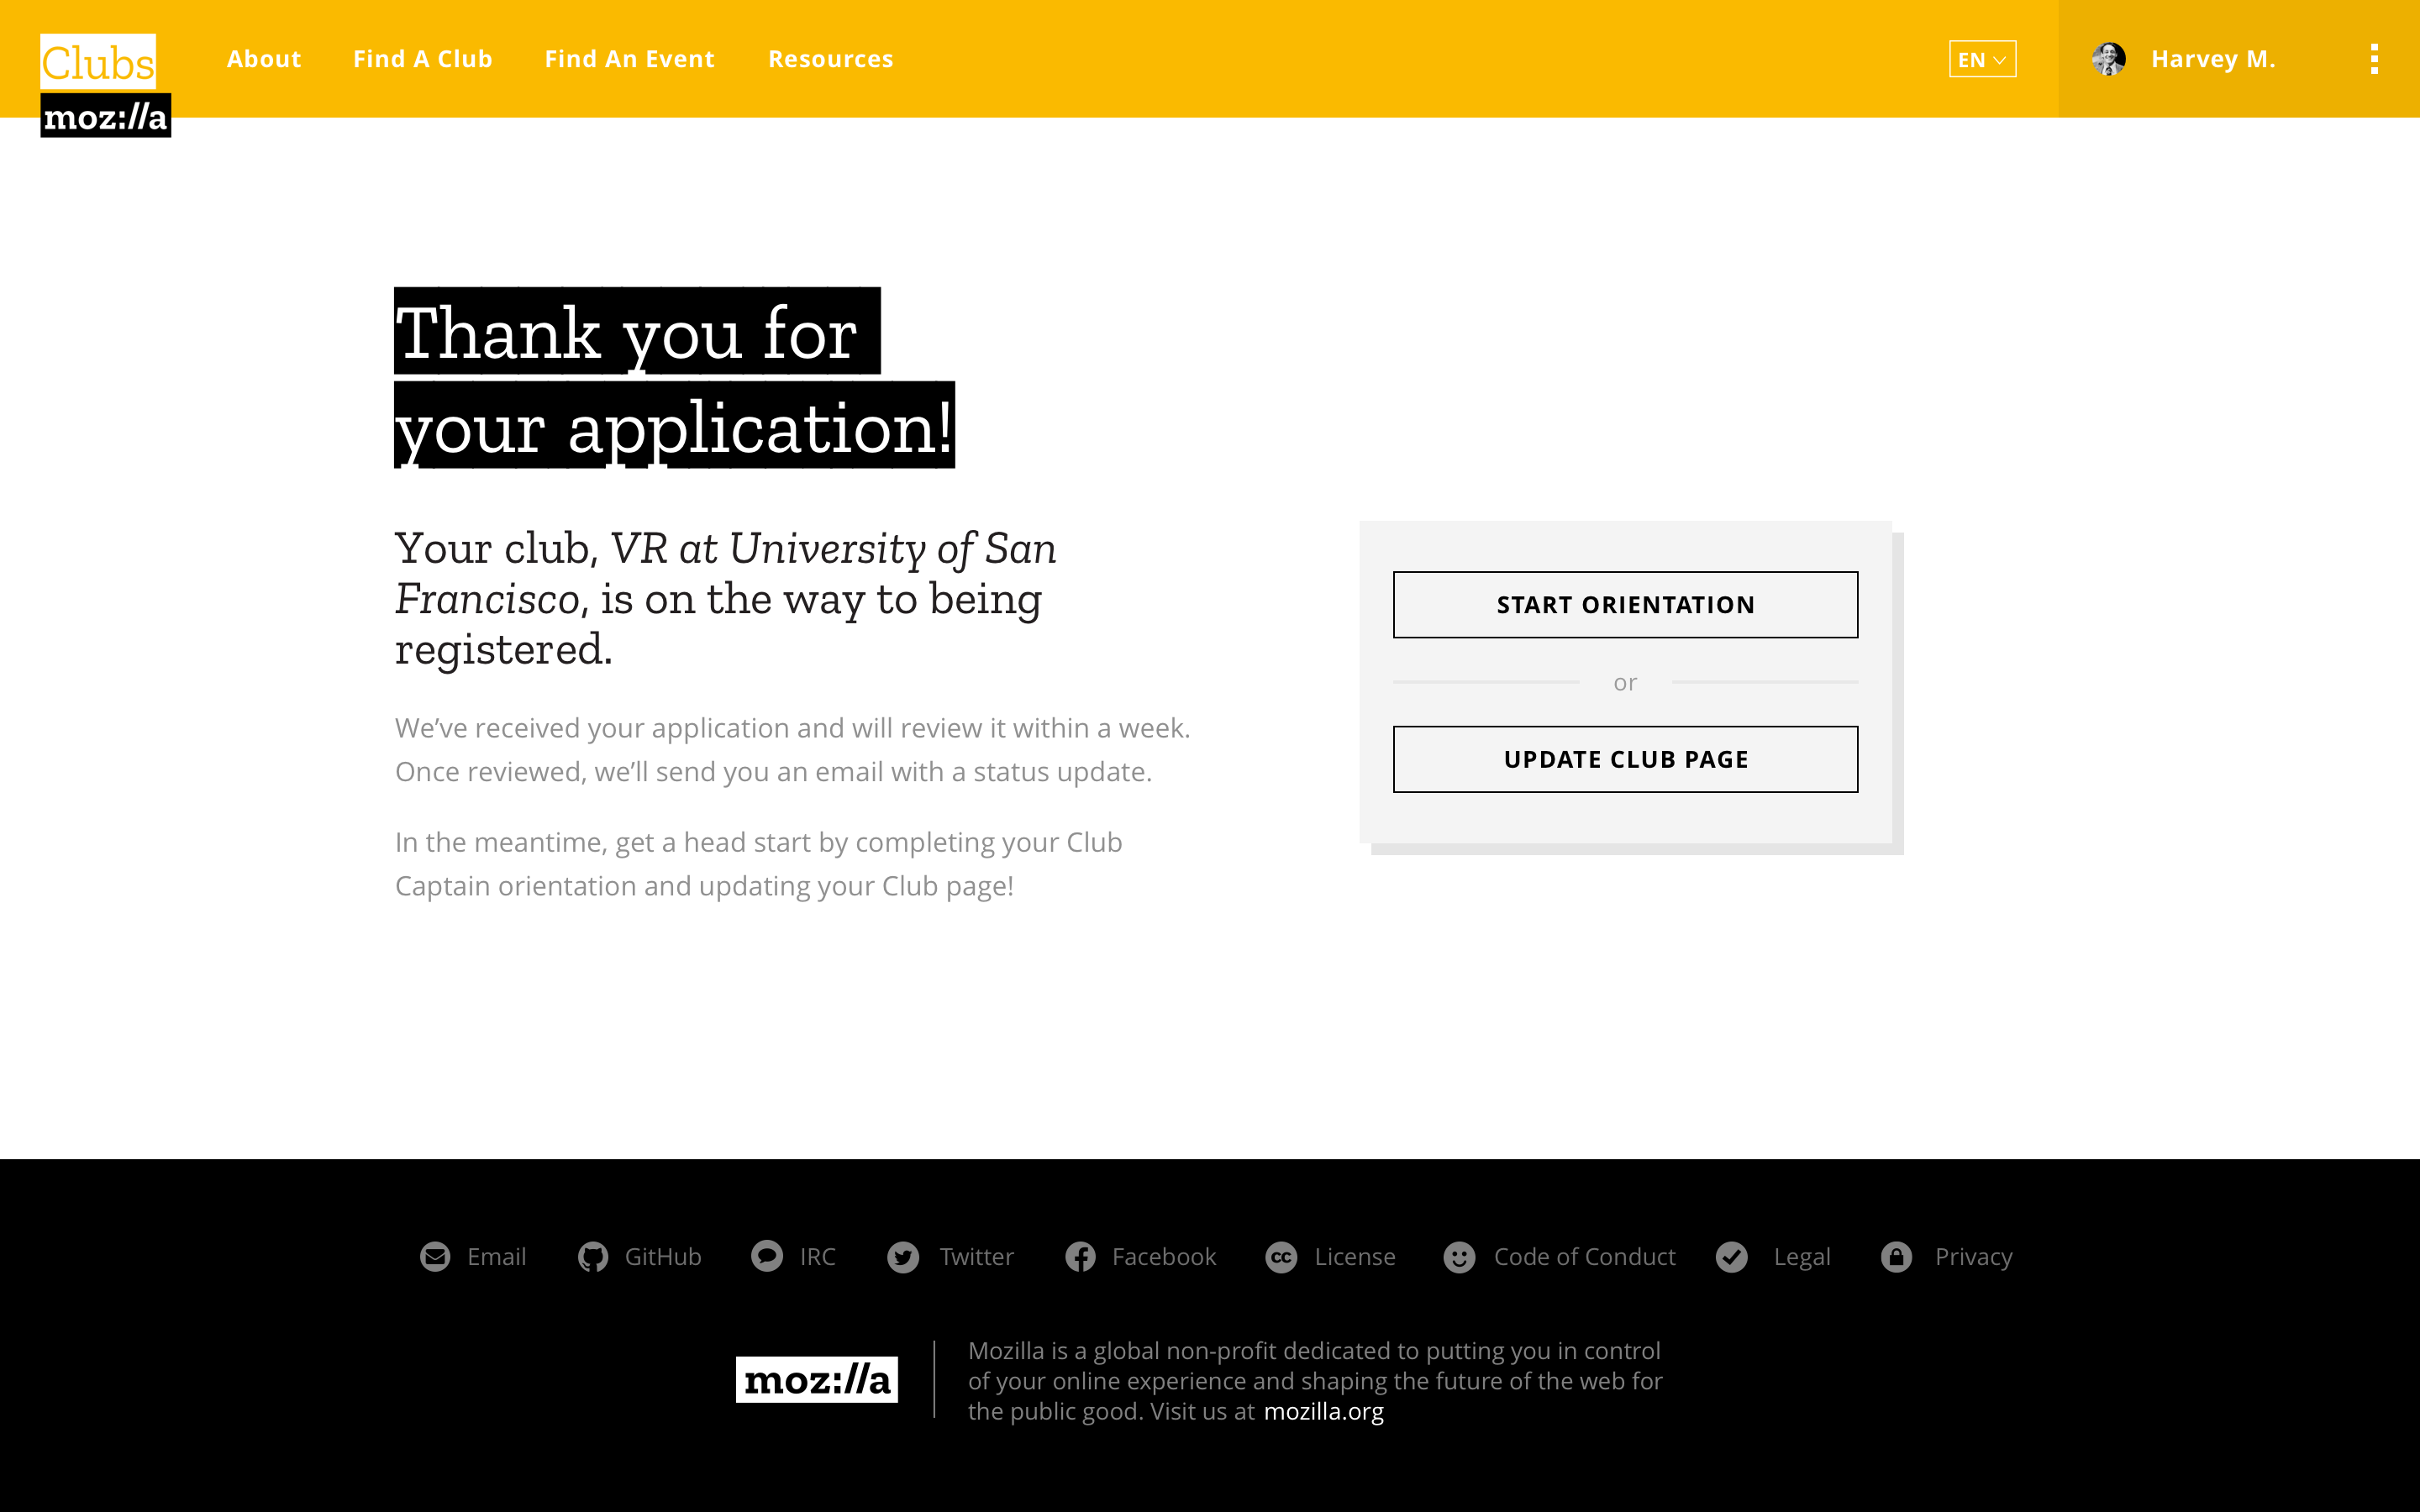 Clubs
moz://a
About Find A Club Find An Event Resources
EN
Harvey M.
Thank you for
your application!
Your club, VR at University of San
Francisco, is on the way to being
registered.
We’ve received your application and will review it within a week.
Once reviewed, we’ll send you an email with a status update.
In the meantime, get a head start by completing your Club
Captain orientation and updating your Club page!
START ORIENTATION
or
UPDATE CLUB PAGE
Email GitHub IRC Twitter Facebook cc License Code of Conduct Legal Privacy
moz://a
Mozilla is a global non-profit dedicated to putting you in control
of your online experience and shaping the future of the web for
the public good. Visit us at mozilla.org